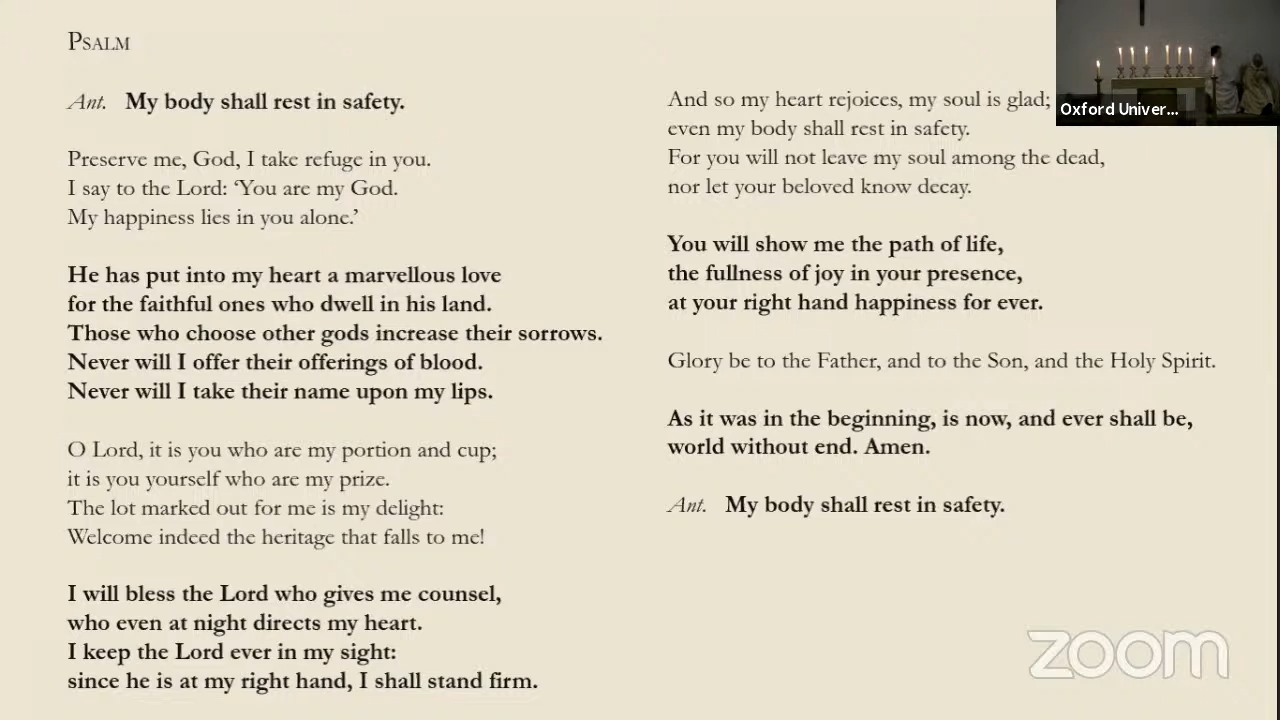 PSALM
Ant. My body shall rest in safety.
Preserve me, God, I take refuge in you.
I say to the Lord: ‘You are my God.
My happiness lies in you alone.’
He has put into my heart a marvellous love
for the faithful ones who dwell in his land.
Those who choose other gods increase their sorrows.
Never will I offer their offerings of blood.
Never will I take their name upon my lips.
O Lord, it is you who are my portion and cup;
it is you yourself who are my prize.
The lot marked out for me is my delight:
Welcome indeed the heritage that falls to me!
I will bless the Lord who gives me counsel,
who even at night directs my heart.
I keep the Lord ever in my sight:
since he is at my right hand, I shall stand firm.
And so my heart rejoices, my soul is glad;
even my body shall rest in safety.
For you will not leave my soul among the dead,
nor let your beloved know decay.
You will show me the path of life,
the fullness of joy in your presence,
at your right hand happiness for ever.
Glory be to the Father, and to the Son, and the Holy Spirit.
As it was in the beginning, is now, and ever shall be,
world without end. Amen.
Ant. My body shall rest in safety.
Oxford Univer...
zoom